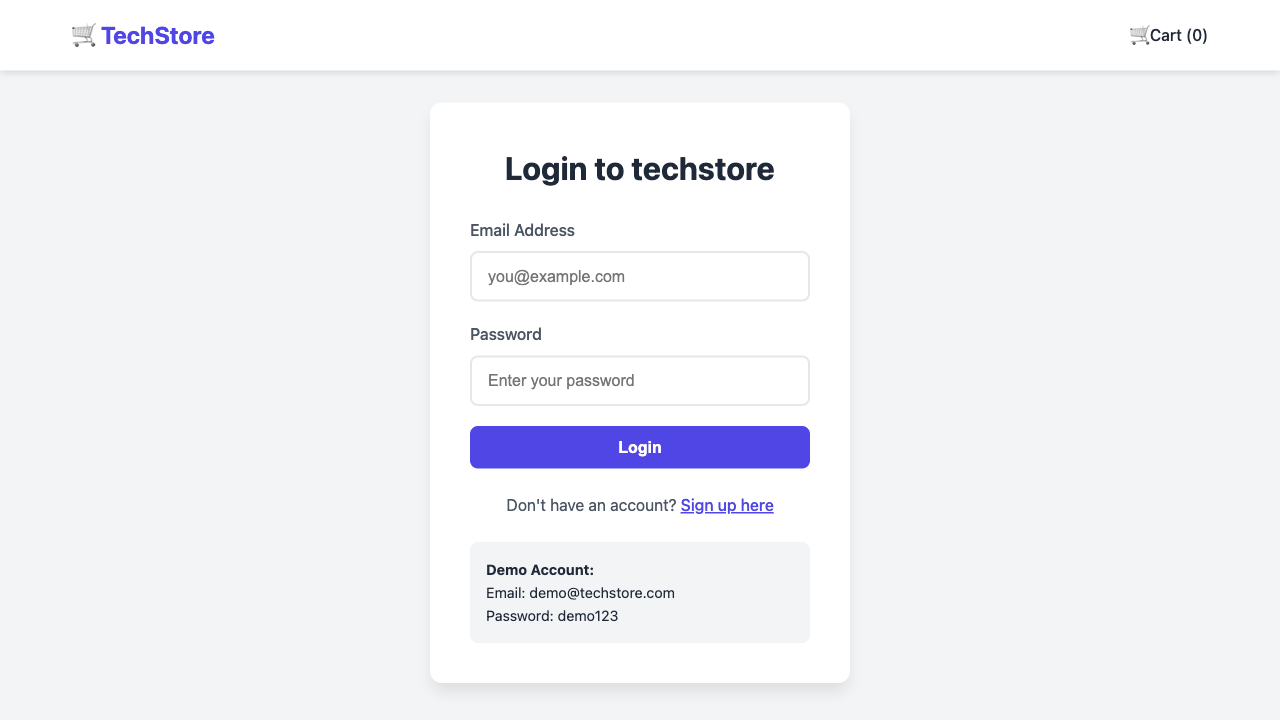 🛒 TechStore
🛒Cart (0)
Login to techstore
Email Address
you@example.com
Password
Enter your password
Login
Don't have an account? Sign up here
Demo Account:
Email: demo@techstore.com
Password: demo123